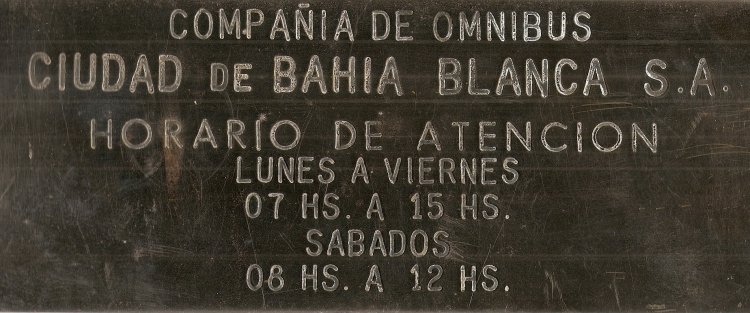 COMPAÑIA DE OMNIBUS
CIUDAD DE BAHIA BLANCA S.A.
HORARIO DE ATENCION
LUNES A VIERNES
07 HS. A 15 HS.
SABADOS
08 HS. A 12 HS.